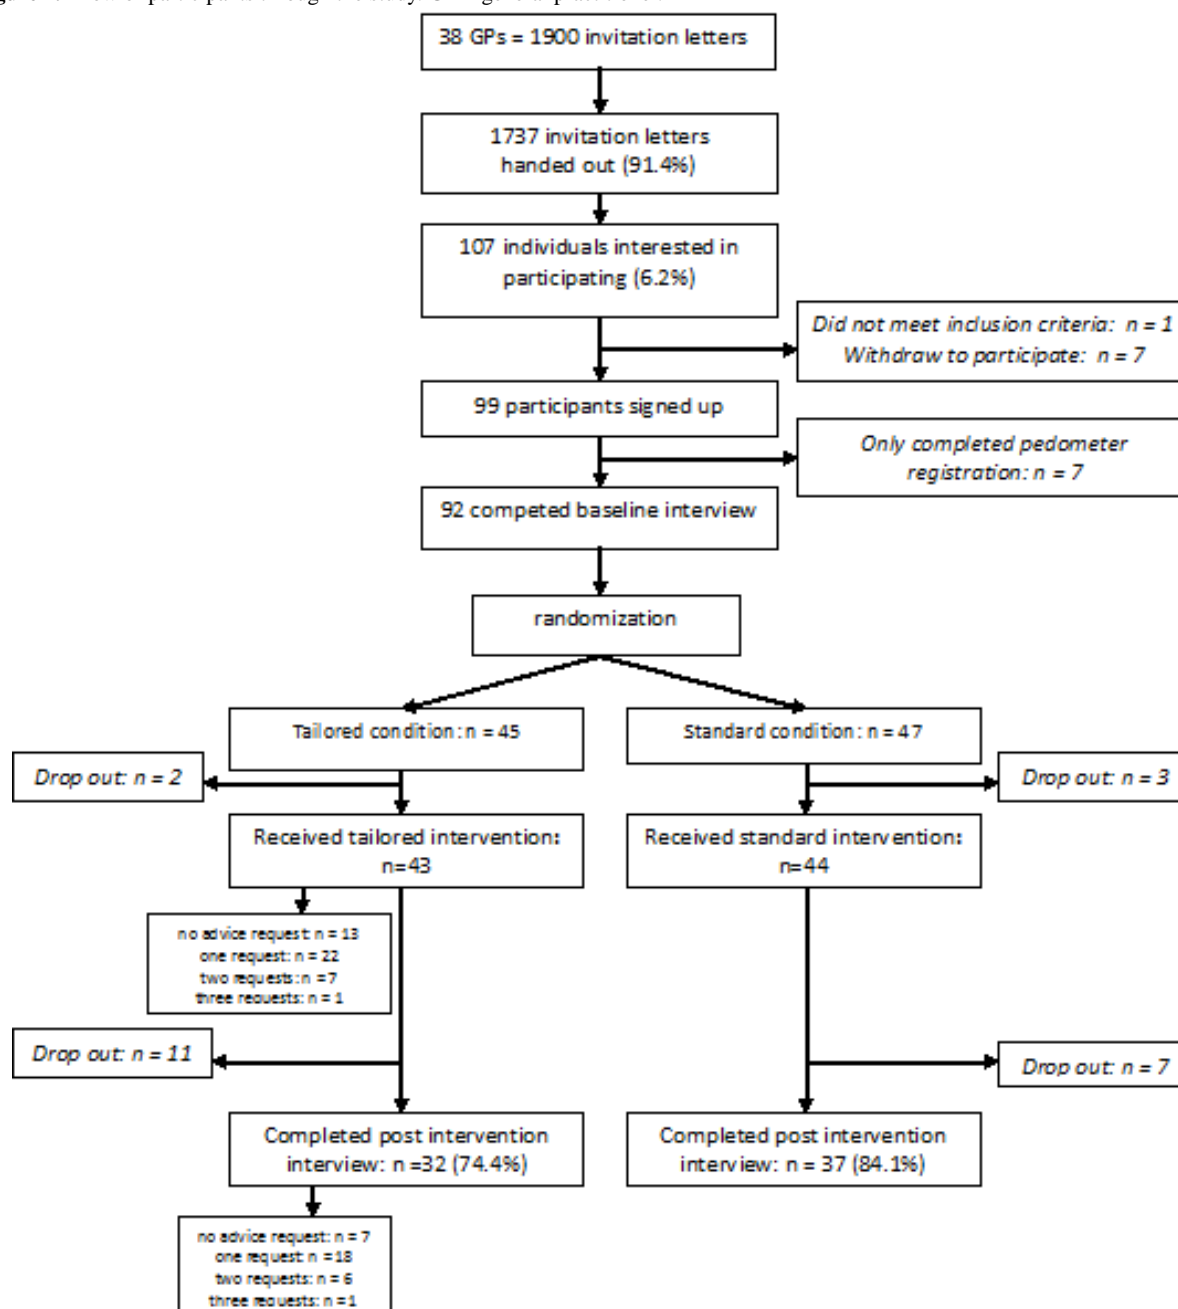 38 GPs = 1900 invitation letters
1737 invitation letters
handed out (91.4%)
107 individuals interested in
participating (6.2%)
Did not meet inclusion criteria: n = 1
Withdraw to participate: n = 7
99 participants signed up
Only completed pedometer
registration: n = 7
92 competed baseline interview
randomization
Tailored condition: n = 45
Standard condition: n = 47
Drop out: n = 2
Drop out: n = 3
Received tailored intervention:
n=43
Received standard intervention:
n=44
no advice request: n = 13
one request: n = 22
two requests: n = 7
three requests: n = 1
Drop out: n = 11
Drop out: n = 7
Completed post intervention
interview: n =32 (74.4%)
Completed post intervention
interview: n = 37 (84.1%)
no advice request: n = 7
one request n =18
two requests: n = 6
three requests: n =1